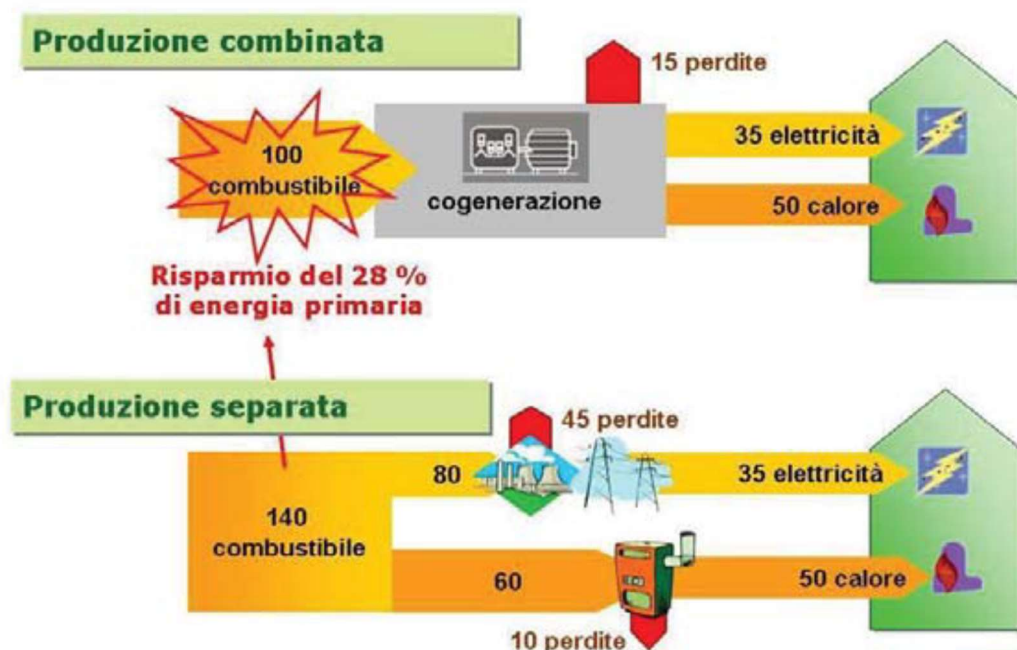 Produzione combinata
15 perdite
100
combustibile
cogenerazione
35 elettricità
50 calore
Risparmio del 28 %
di energia primaria
Produzione separata
45 perdite
80
35 elettricità
140
combustibile
60
50 calore
10 perdite